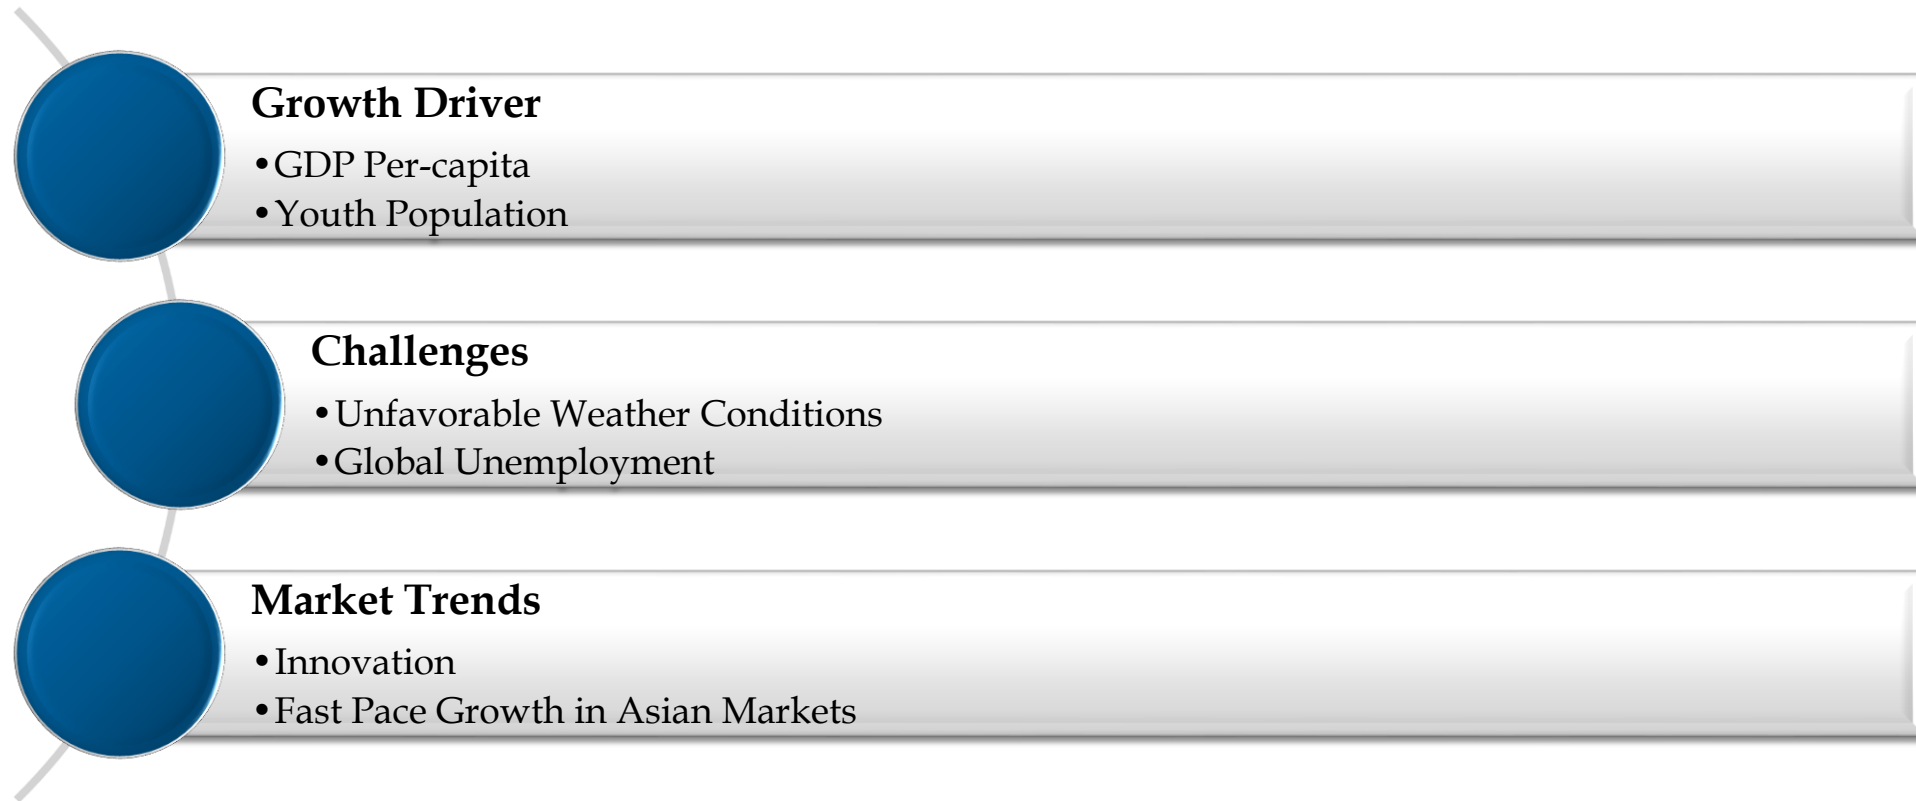 Growth Driver
•GDP Per-capita
•Youth Population
Challenges
•Unfavorable Weather Conditions
•Global Unemployment
Market Trends
•Innovation
•Fast Pace Growth in Asian Markets